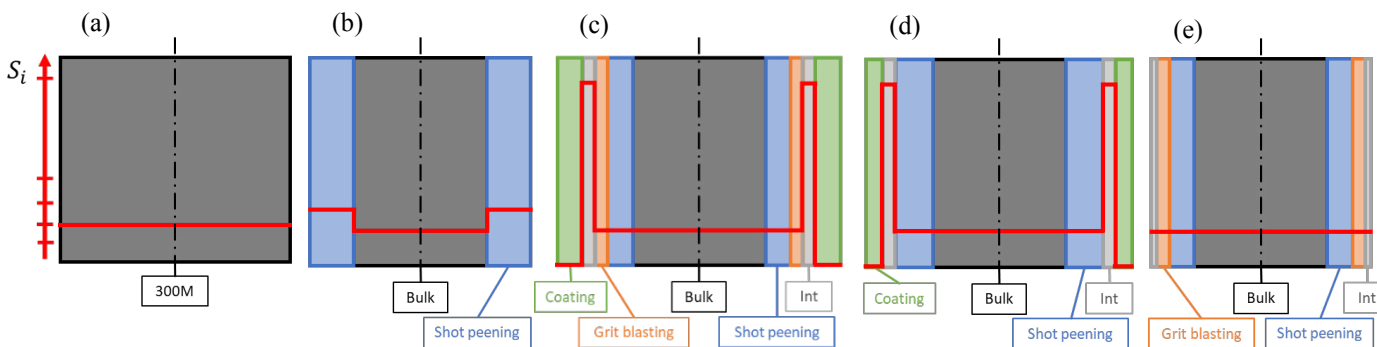 (a)
(b)
(c)
(d)
(e)
S_i
300M
Bulk
Shot peening
Coating
Bulk
Int
Grit blasting
Shot peening
Coating
Bulk
Int
Shot peening
Bulk
Int
Grit blasting
Shot peening